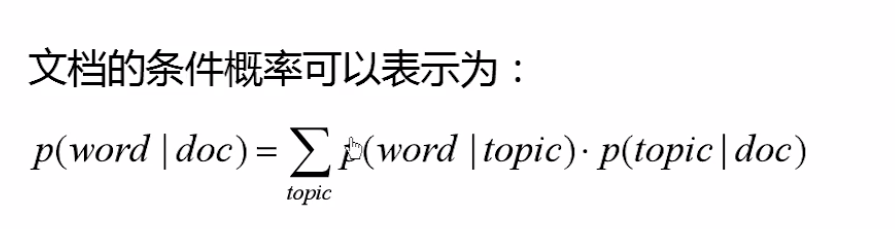 文档的条件概率可以表示为：
p(word | doc) = ∑ p(word | topic) · p(topic | doc)
topic